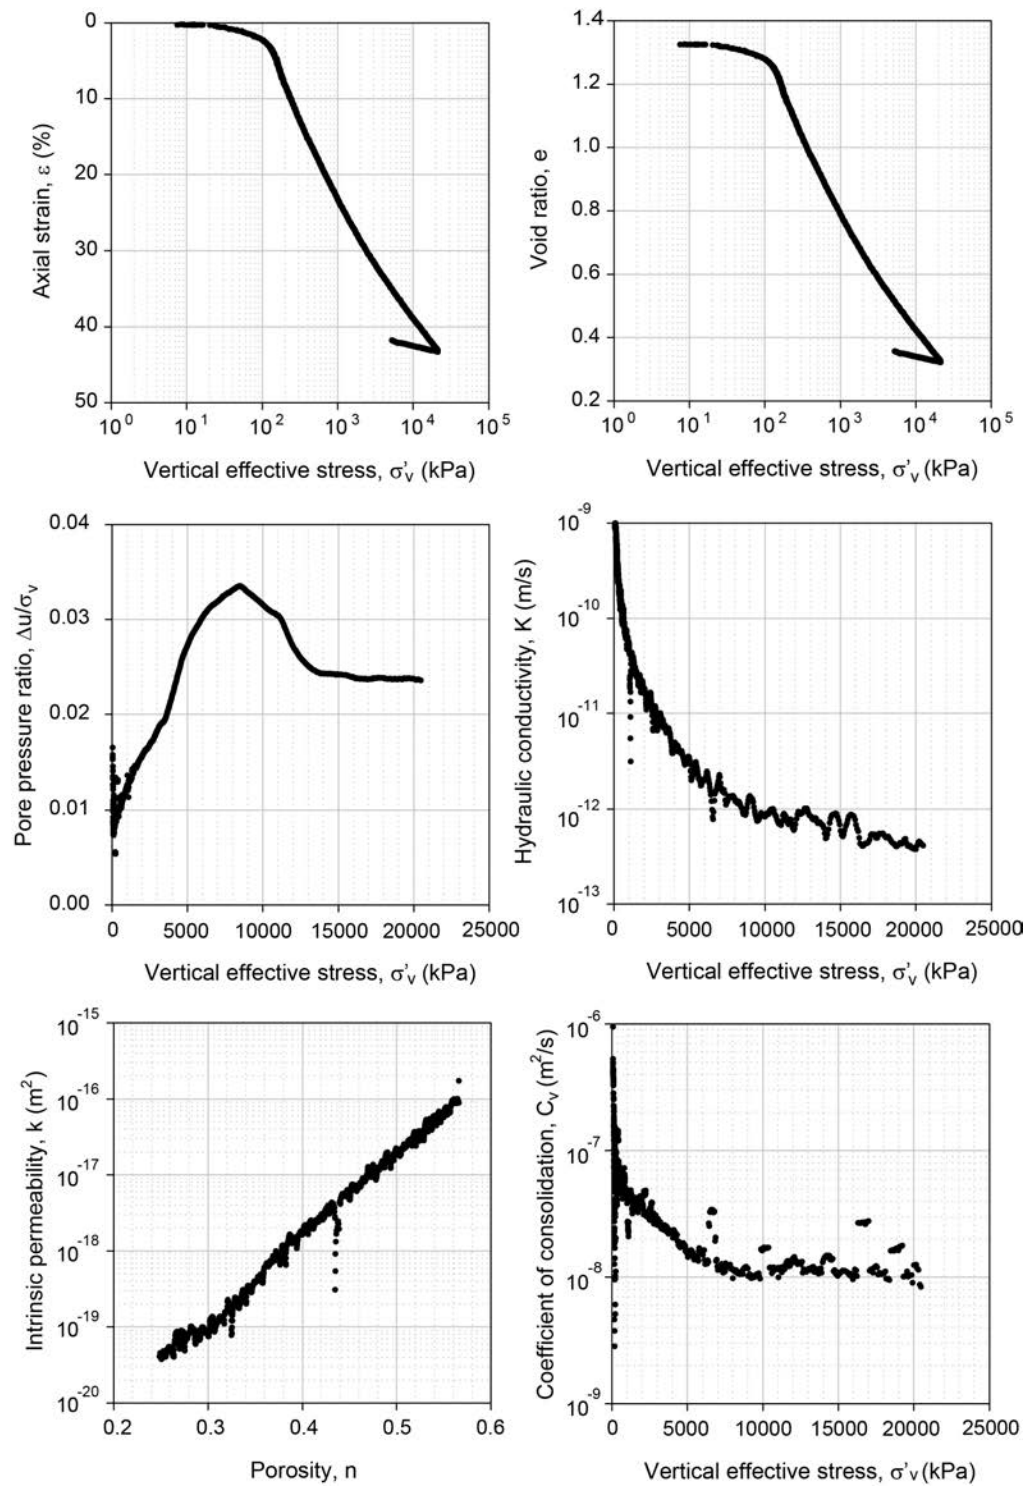 0
10
20
30
40
50
Axial strain, ε (%)
10^0 10^1 10^2 10^3 10^4 10^5
Vertical effective stress, σ'v (kPa)
1.4
1.2
1.0
0.8
0.6
0.4
0.2
Void ratio, e
10^0 10^1 10^2 10^3 10^4 10^5
Vertical effective stress, σ'v (kPa)
0.04
0.03
0.02
0.01
0.00
Pore pressure ratio, Δu/σv
0 5000 10000 15000 20000 25000
Vertical effective stress, σ'v (kPa)
10^-9
10^-10
10^-11
10^-12
10^-13
Hydraulic conductivity, K (m/s)
0 5000 10000 15000 20000 25000
Vertical effective stress, σ'v (kPa)
10^-15
10^-16
10^-17
10^-18
10^-19
10^-20
Intrinsic permeability, k (m²)
0.2 0.3 0.4 0.5 0.6
Porosity, n
10^-6
10^-7
10^-8
10^-9
Coefficient of consolidation, Cv (m²/s)
0 5000 10000 15000 20000 25000
Vertical effective stress, σ'v (kPa)